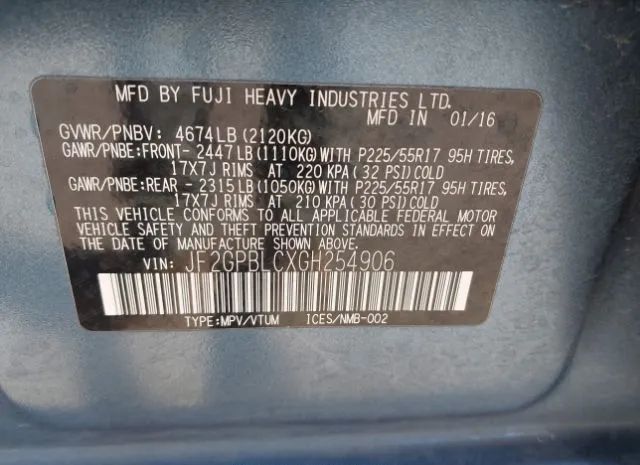 MFD BY FUJI HEAVY INDUSTRIES LTD.
MFD IN 01/16
GVWR/PNBV: 4674LB(2120KG)
GAWR/PNBE:FRONT- 2447LB(1110KG)WITH P225/55R17 95H TIRES,
17X7J RIMS AT 220 KPA(32 PSI)COLD
GAWR/PNBE:REAR - 2315LB(1050KG)WITH P225/55R17 95H TIRES,
17X7J RIMS AT 210 KPA(30 PSI)COLD
THIS VEHICLE CONFORMS TO ALL APPLICABLE FEDERAL MOTOR
VEHICLE SAFETY AND THEFT PREVENTION STANDARDS IN EFFECT
ON THE DATE OF MANUFACTURE SHOWN ABOVE.
VIN: JF2GPBLCXGH254906
TYPE:MPV/VTUM ICES/NMB-002